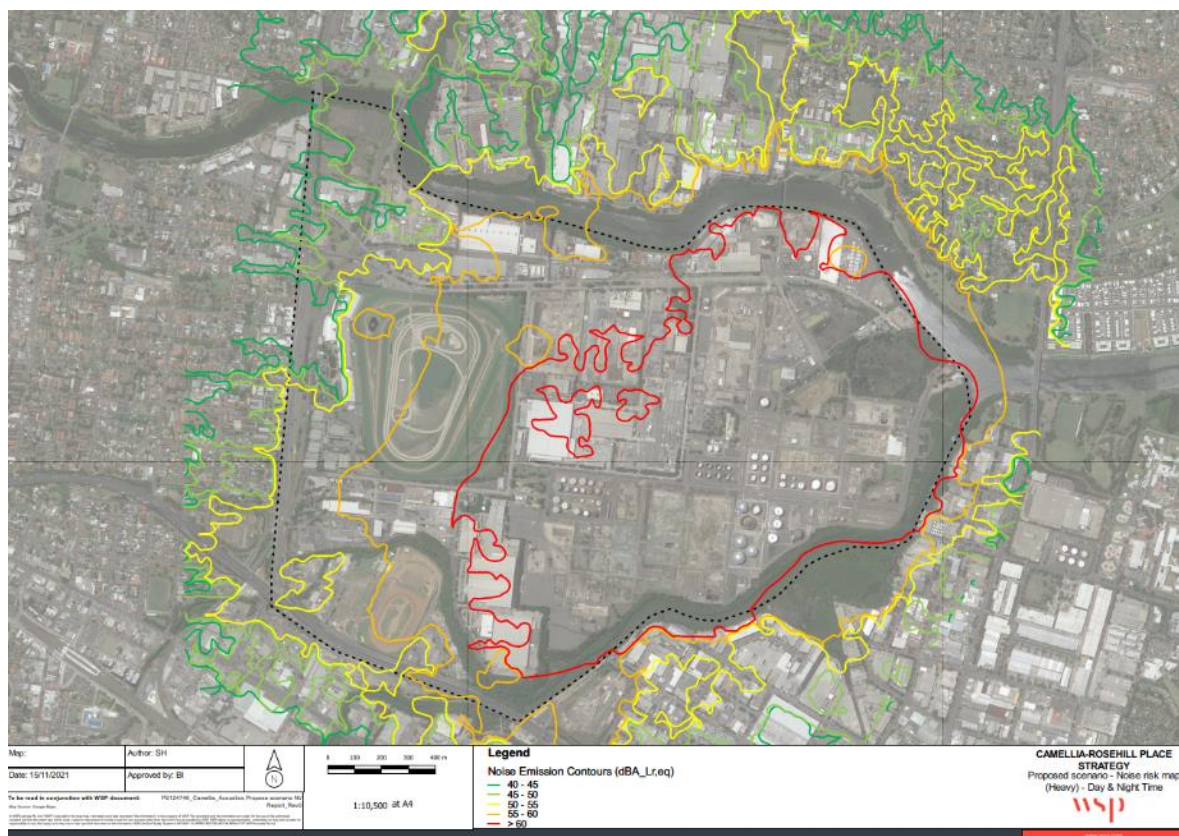 Map:
Author: SH
Date: 15/11/2021
Approved by: BI
To be read in conjunction with WSP document:
N
0 100 200 300 400 m
1:10,500 at A4
Legend
Noise Emission Contours (dBA_Lr,eq)
40 - 45
45 - 50
50 - 55
55 - 60
> 60
CAMELLIA-ROSEHILL PLACE
STRATEGY
Proposed scenario - Noise risk map
(Heavy) - Day & Night Time
wsp